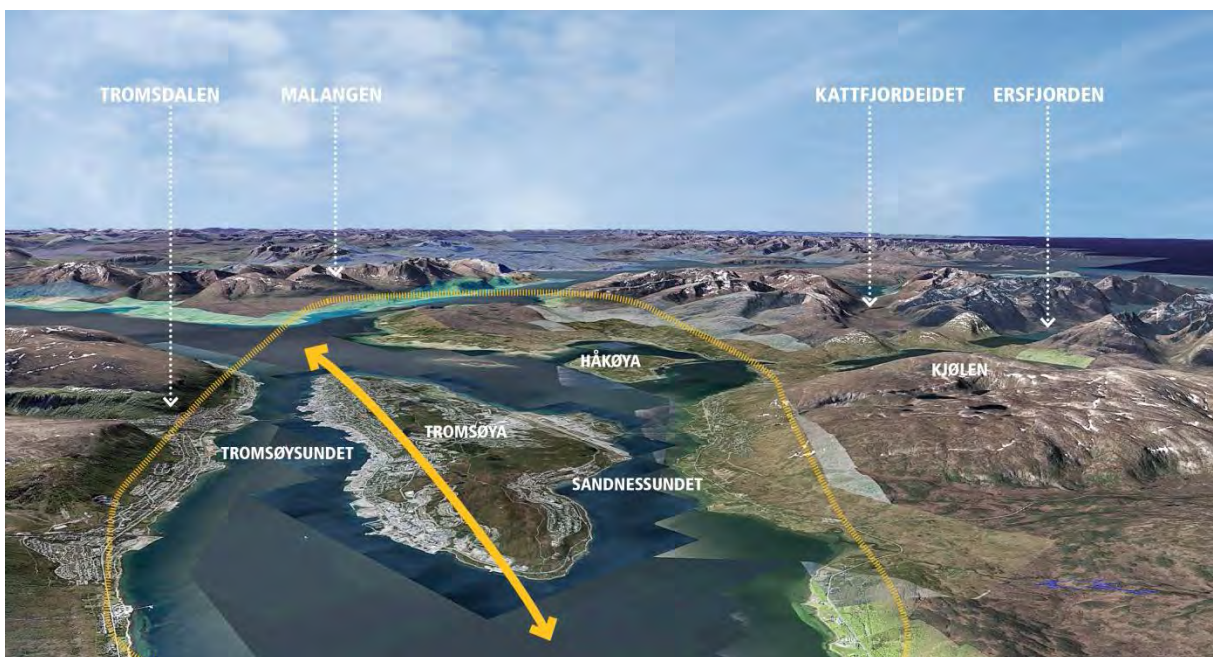 TROMSDALEN
MALANGEN
KATTFJORDEIDET
ERSFJORDEN
HÅKØYA
KJØLEN
TROMSØYA
TROMSØYSUNDET
SANDNESSUNDET